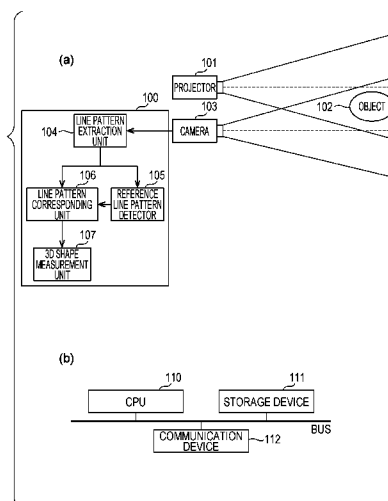 (a)
101
PROJECTOR
103
CAMERA
102
OBJECT
100
104
LINE PATTERN
EXTRACTION
UNIT
106
LINE PATTERN
CORRESPONDING
UNIT
105
REFERENCE
LINE PATTERN
DETECTOR
107
3D SHAPE
MEASUREMENT
UNIT
(b)
110
CPU
111
STORAGE DEVICE
BUS
COMMUNICATION
DEVICE
112